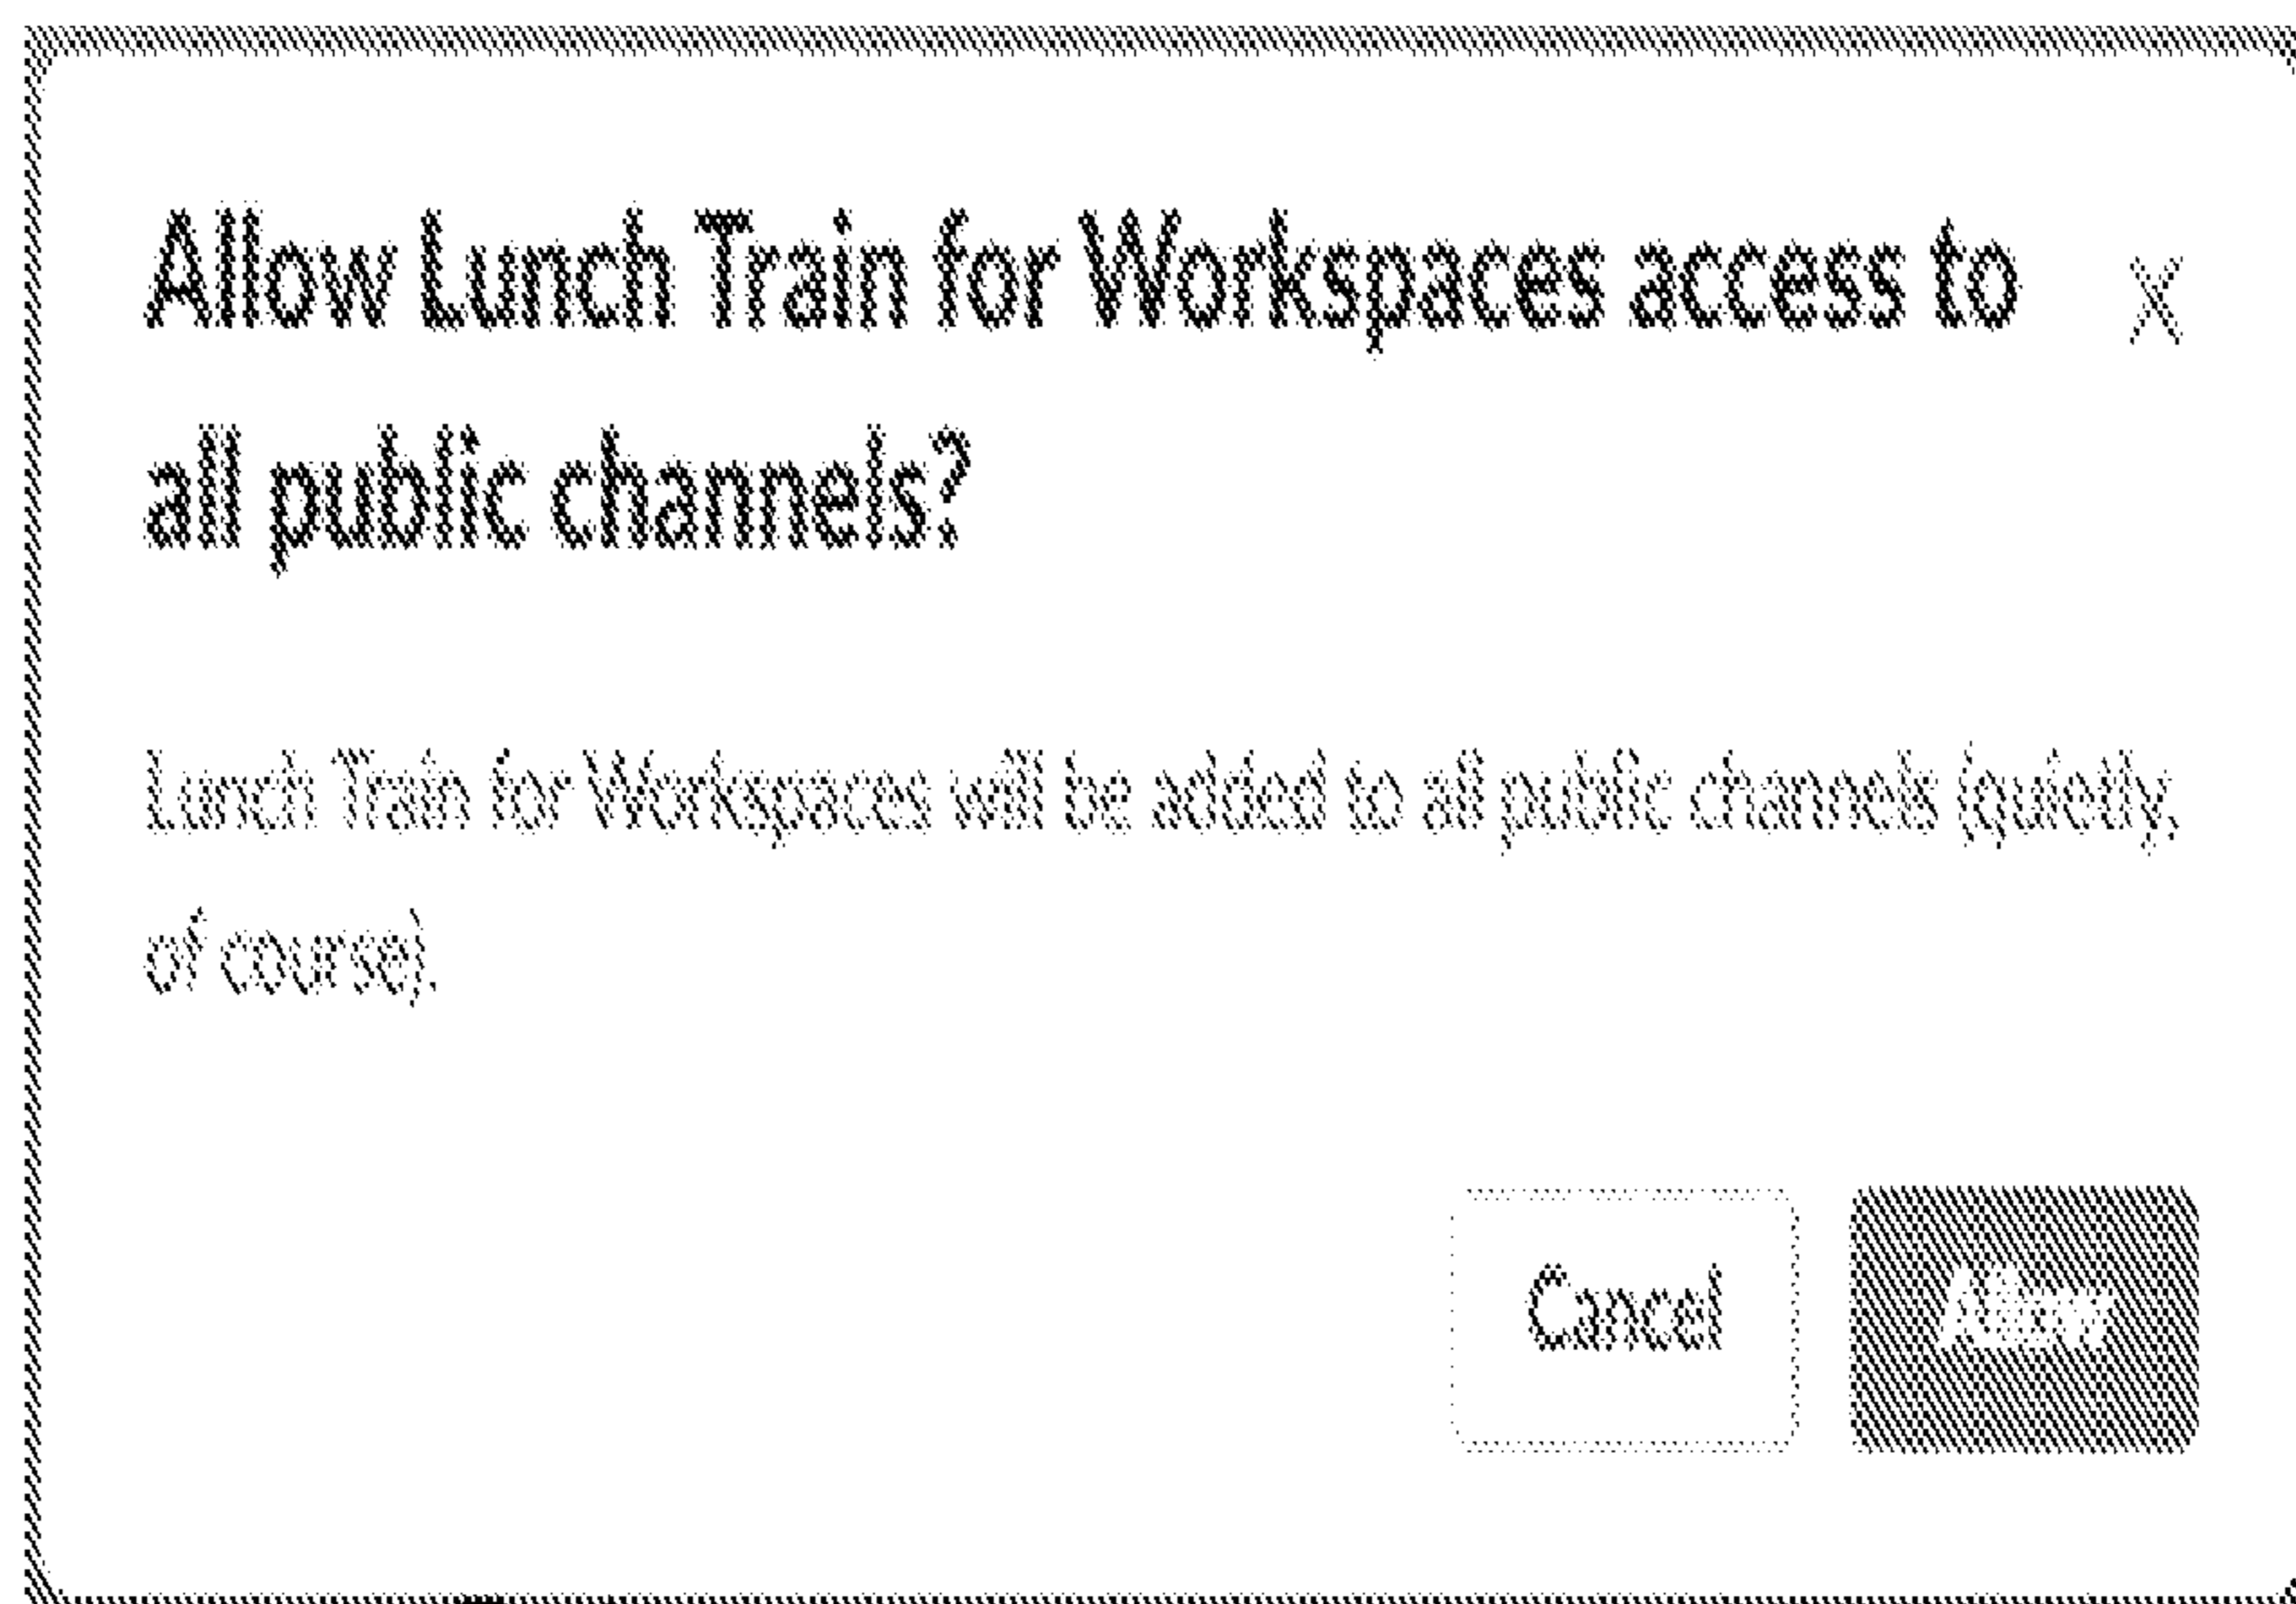 Allow Lunch Train for Workspaces access to
all public channels?
X
Lunch Train for Workspaces will be added to all public channels (quietly,
of course).
Cancel
Allow